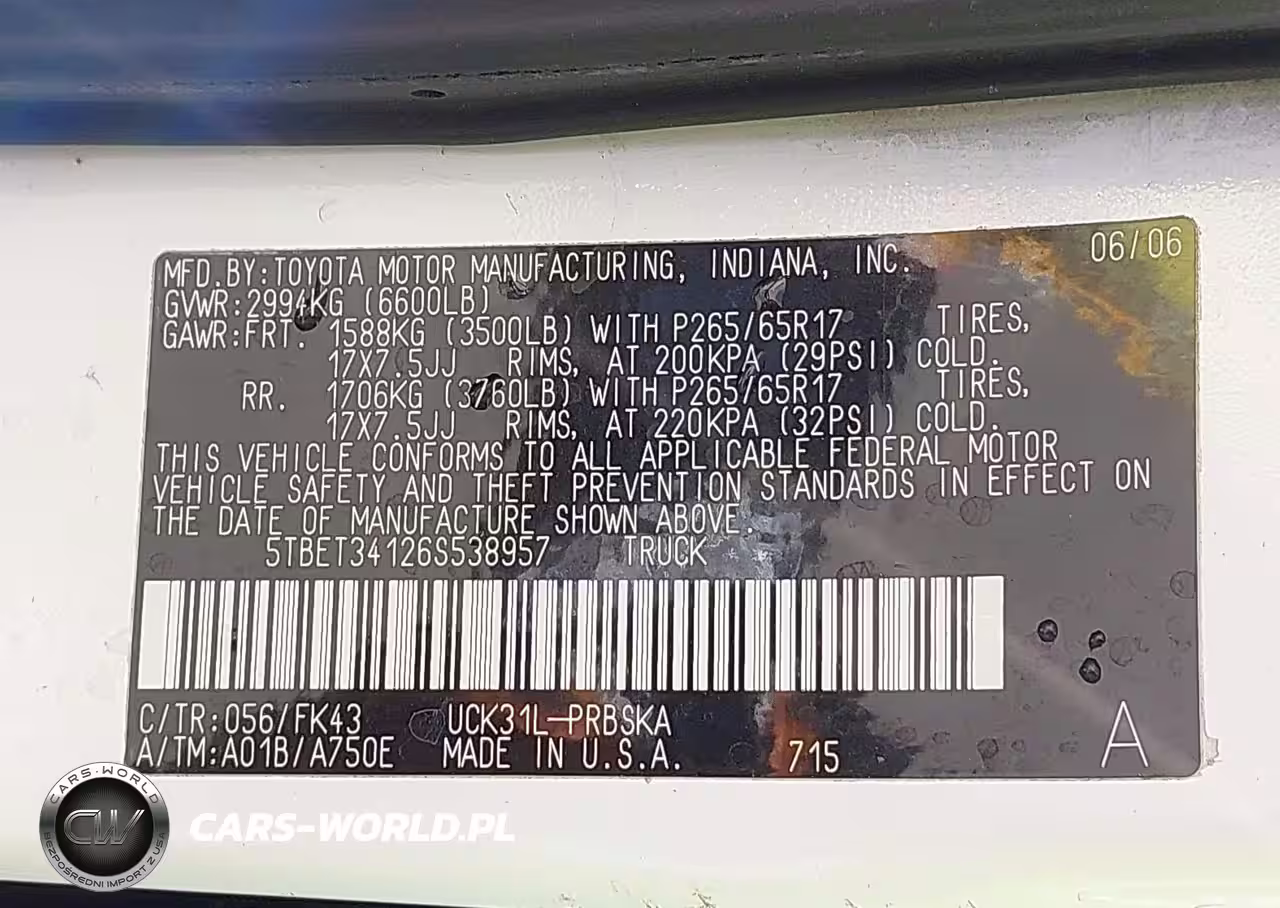 06/06
MFD.BY:TOYOTA MOTOR MANUFACTURING, INDIANA, INC.
GVWR:2994KG (6600LB)
GAWR:FRT. 1588KG (3500LB) WITH P265/65R17 TIRES,
17X7.5JJ RIMS, AT 200KPA (29PSI) COLD.
RR. 1706KG (3760LB) WITH P265/65R17 TIRES,
17X7.5JJ RIMS, AT 220KPA (32PSI) COLD.
THIS VEHICLE CONFORMS TO ALL APPLICABLE FEDERAL MOTOR
VEHICLE SAFETY AND THEFT PREVENTION STANDARDS IN EFFECT ON
THE DATE OF MANUFACTURE SHOWN ABOVE.
5TBET34126S538957 TRUCK
C/TR:056/FK43 UCK31L-PRBSKA
A/TM:A01B/A750E MADE IN U.S.A. 715 A
CARS-WORLD
CW
BEZPOŚREDNI IMPORT Z USA
CARS-WORLD.PL